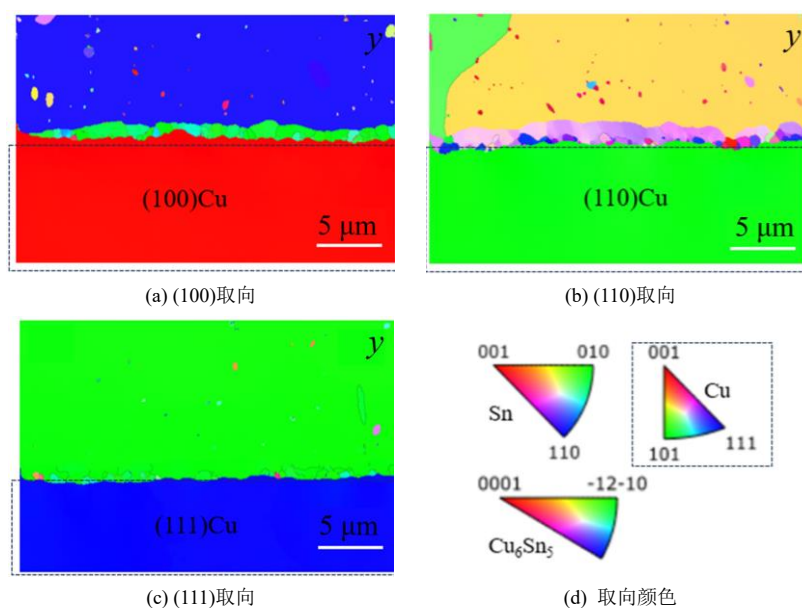 y
(100)Cu
5 μm
(a) (100)取向
y
(110)Cu
5 μm
(b) (110)取向
y
(111)Cu
5 μm
(c) (111)取向
001
010
Sn
110
001
Cu
101
111
0001
-12-10
Cu₆Sn₅
(d) 取向颜色